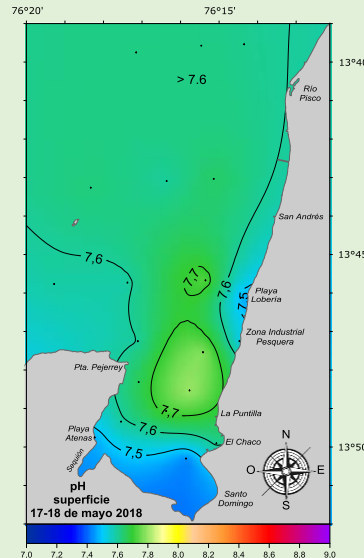 76°20' 76°15'
> 7.6
13°40
Río
Pisco
San Andrés
7,6
7,7
7,6
7,5
13°45
Playa
Lobería
Zona Industrial
Pesquera
Pta. Pejerrey
7,7
La Puntilla
7,6
Playa
Atenas
El Chaco
7,5
13°50
Sequión
N
O E
S
Santo
Domingo
pH
superficie
17-18 de mayo 2018
7.0 7.2 7.4 7.6 7.8 8.0 8.2 8.4 8.6 8.8 9.0